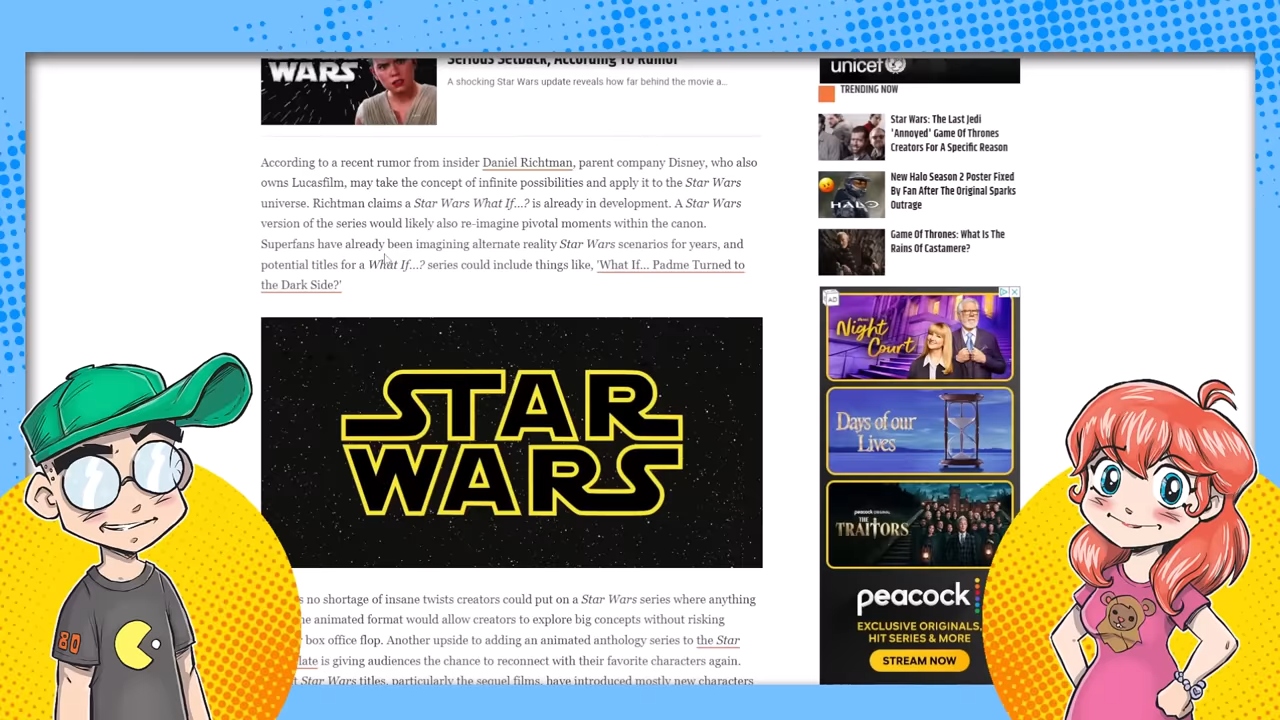 WARS
Serious Setback, According To Rumor
A shocking Star Wars update reveals how far behind the movie a...
According to a recent rumor from insider Daniel Richtman, parent company Disney, who also
owns Lucasfilm, may take the concept of infinite possibilities and apply it to the Star Wars
universe. Richtman claims a Star Wars What If...? is already in development. A Star Wars
version of the series would likely also re-imagine pivotal moments within the canon.
Superfans have already been imagining alternate reality Star Wars scenarios for years, and
potential titles for a What If...? series could include things like, 'What If... Padme Turned to
the Dark Side?'
STAR
WARS
s no shortage of insane twists creators could put on a Star Wars series where anything
he animated format would allow creators to explore big concepts without risking
box office flop. Another upside to adding an animated anthology series to the Star
late is giving audiences the chance to reconnect with their favorite characters again.
t Star Wars titles, particularly the sequel films, have introduced mostly new characters
unicef
TRENDING NOW
Star Wars: The Last Jedi
'Annoyed' Game Of Thrones
Creators For A Specific Reason
HALO
New Halo Season 2 Poster Fixed
By Fan After The Original Sparks
Outrage
Game Of Thrones: What Is The
Rains Of Castamere?
AD
Night
Court
Days of our
Lives
peacock ORIGINAL
THE
TRAITORS
peacock
EXCLUSIVE ORIGINALS,
HIT SERIES & MORE
STREAM NOW
80